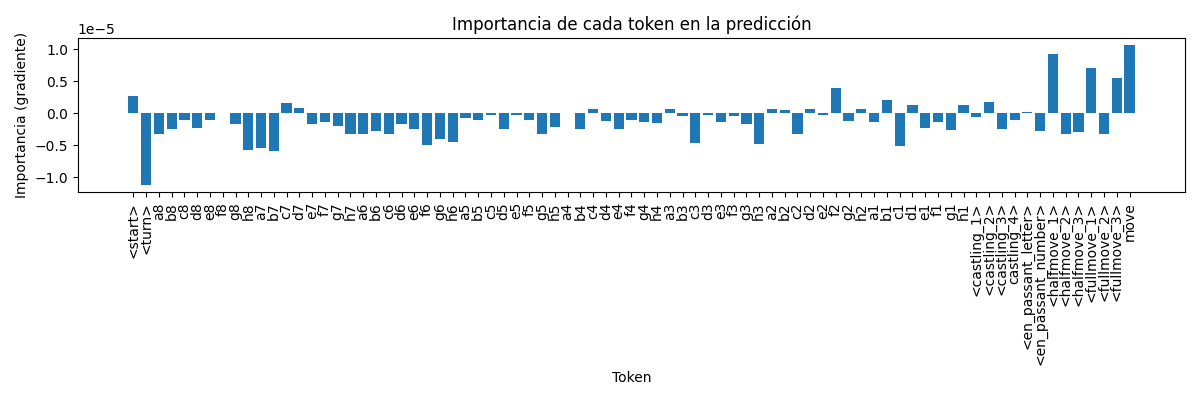 Importancia de cada token en la predicción
1e−5
Importancia (gradiente)
1.0
0.5
0.0
−0.5
−1.0
<start>
<turn>
a8
b8
c8
d8
e8
f8
g8
h8
a7
b7
c7
d7
e7
f7
g7
h7
a6
b6
c6
d6
e6
f6
g6
h6
a5
b5
c5
d5
e5
f5
g5
h5
a4
b4
c4
d4
e4
f4
g4
h4
a3
b3
c3
d3
e3
f3
g3
h3
a2
b2
c2
d2
e2
f2
g2
h2
a1
b1
c1
d1
e1
f1
g1
h1
<castling_1>
<castling_2>
<castling_3>
castling_4>
<en_passant_letter>
<en_passant_number>
<halfmove_1>
<halfmove_2>
<halfmove_3>
<fullmove_1>
<fullmove_2>
<fullmove_3>
move
Token